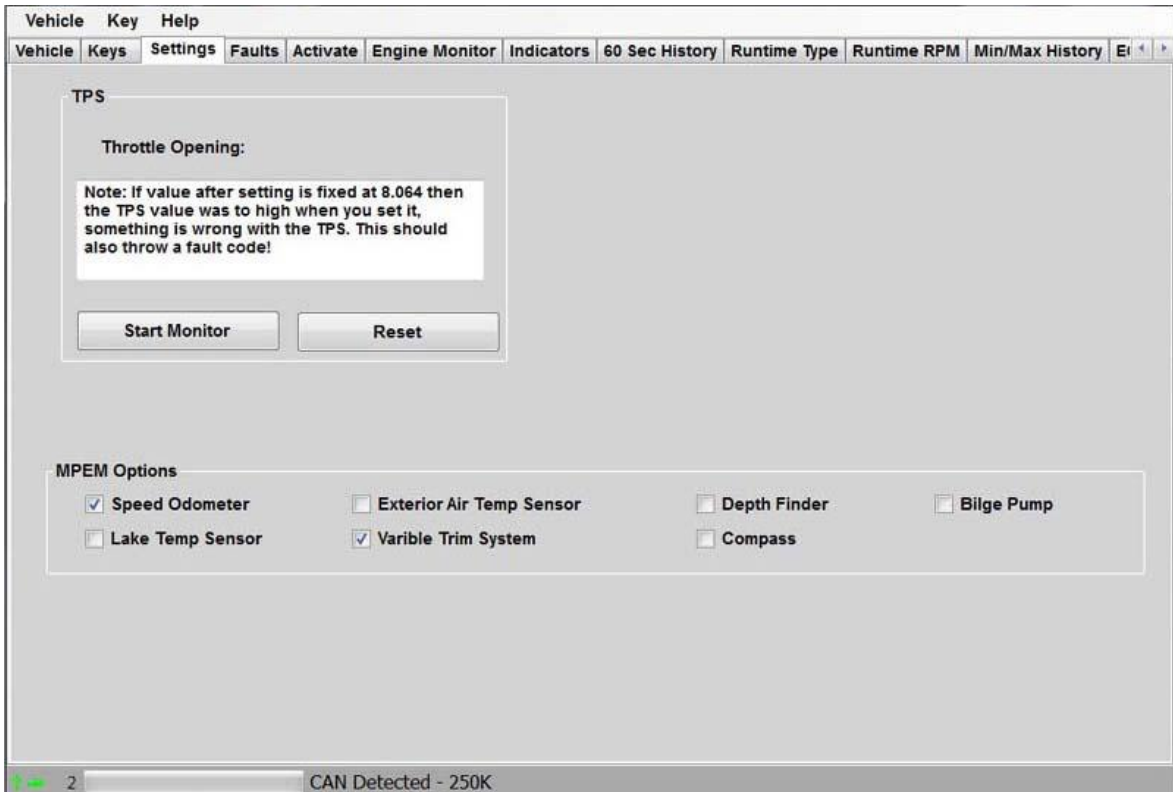 Vehicle Key Help
Vehicle Keys Settings Faults Activate Engine Monitor Indicators 60 Sec History Runtime Type Runtime RPM Min/Max History
TPS
Throttle Opening:
Note: If value after setting is fixed at 8.064 then
the TPS value was to high when you set it,
something is wrong with the TPS. This should
also throw a fault code!
Start Monitor Reset
MPEM Options
Speed Odometer Exterior Air Temp Sensor Depth Finder Bilge Pump
Lake Temp Sensor Varible Trim System Compass
2 CAN Detected - 250K